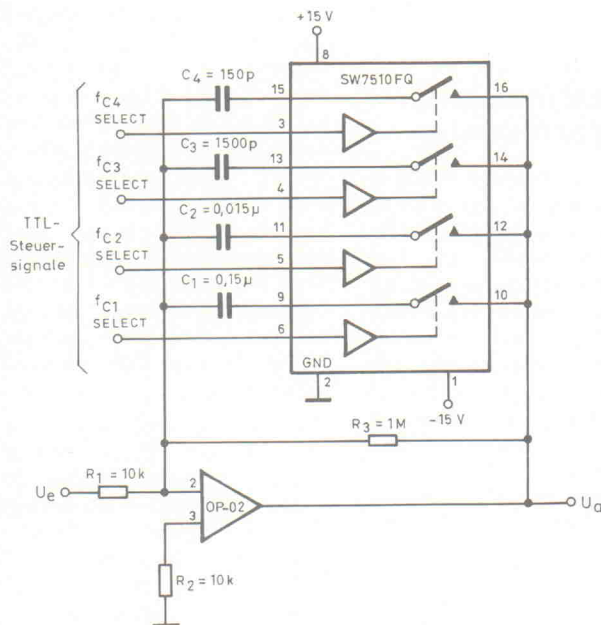 +15 V
8
SW7510FQ
C4 = 150p
15
16
fC4
SELECT
3
C3 = 1500p
13
14
fC3
SELECT
4
TTL-
Steuer-
signale
C2 = 0,015µ
11
12
fC2
SELECT
5
C1 = 0,15µ
9
10
fC1
SELECT
6
GND
2
1
-15 V
R3 = 1M
R1 = 10k
Ue
2
OP-02
3
Ua
R2 = 10k